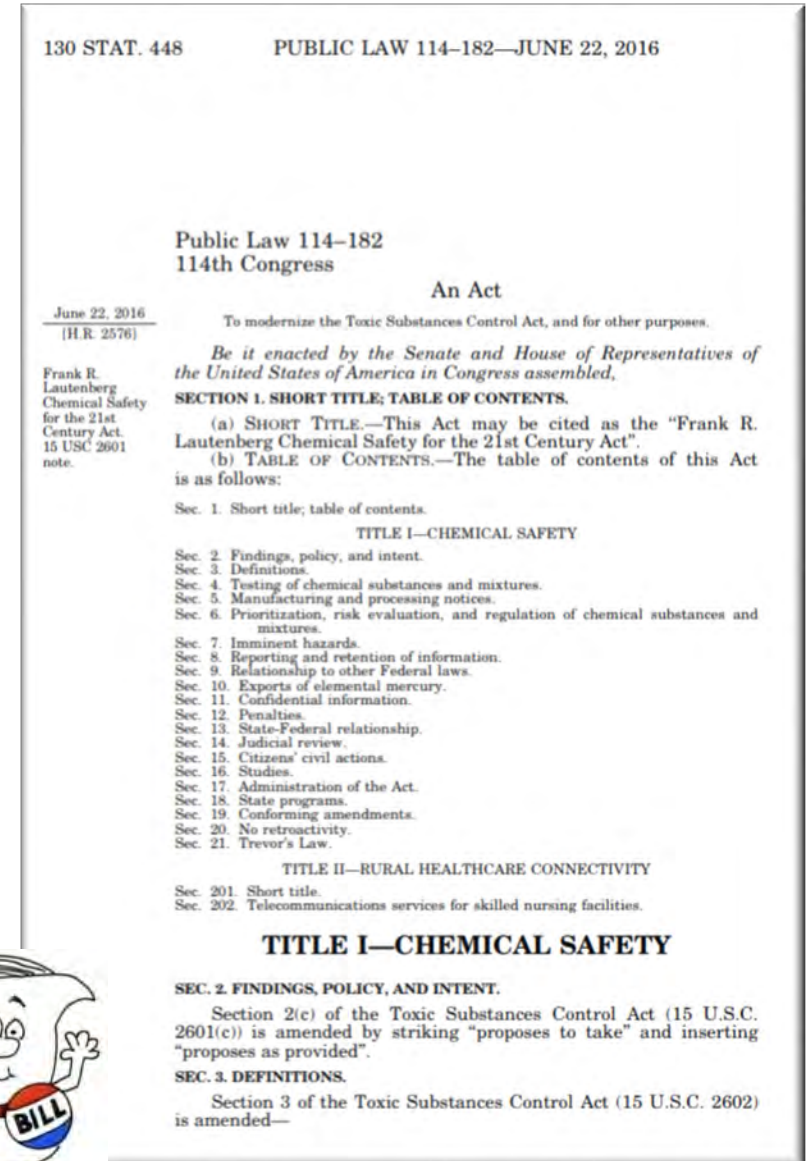 130 STAT. 448 PUBLIC LAW 114–182—JUNE 22, 2016
Public Law 114–182
114th Congress
An Act
June 22, 2016
[H.R. 2576]
To modernize the Toxic Substances Control Act, and for other purposes.
Be it enacted by the Senate and House of Representatives of
the United States of America in Congress assembled,
Frank R.
Lautenberg
Chemical Safety
for the 21st
Century Act.
15 USC 2601
note.
SECTION 1. SHORT TITLE; TABLE OF CONTENTS.
(a) SHORT TITLE.—This Act may be cited as the “Frank R.
Lautenberg Chemical Safety for the 21st Century Act”.
(b) TABLE OF CONTENTS.—The table of contents of this Act
is as follows:
Sec. 1. Short title; table of contents.
TITLE I—CHEMICAL SAFETY
Sec. 2. Findings, policy, and intent.
Sec. 3. Definitions.
Sec. 4. Testing of chemical substances and mixtures.
Sec. 5. Manufacturing and processing notices.
Sec. 6. Prioritization, risk evaluation, and regulation of chemical substances and
mixtures.
Sec. 7. Imminent hazards.
Sec. 8. Reporting and retention of information.
Sec. 9. Relationship to other Federal laws.
Sec. 10. Exports of elemental mercury.
Sec. 11. Confidential information.
Sec. 12. Penalties.
Sec. 13. State-Federal relationship.
Sec. 14. Judicial review.
Sec. 15. Citizens’ civil actions.
Sec. 16. Studies.
Sec. 17. Administration of the Act.
Sec. 18. State programs.
Sec. 19. Conforming amendments.
Sec. 20. No retroactivity.
Sec. 21. Trevor’s Law.
TITLE II—RURAL HEALTHCARE CONNECTIVITY
Sec. 201. Short title.
Sec. 202. Telecommunications services for skilled nursing facilities.
TITLE I—CHEMICAL SAFETY
SEC. 2. FINDINGS, POLICY, AND INTENT.
Section 2(c) of the Toxic Substances Control Act (15 U.S.C.
2601(c)) is amended by striking “proposes to take” and inserting
“proposes as provided”.
SEC. 3. DEFINITIONS.
Section 3 of the Toxic Substances Control Act (15 U.S.C. 2602)
is amended—
BILL